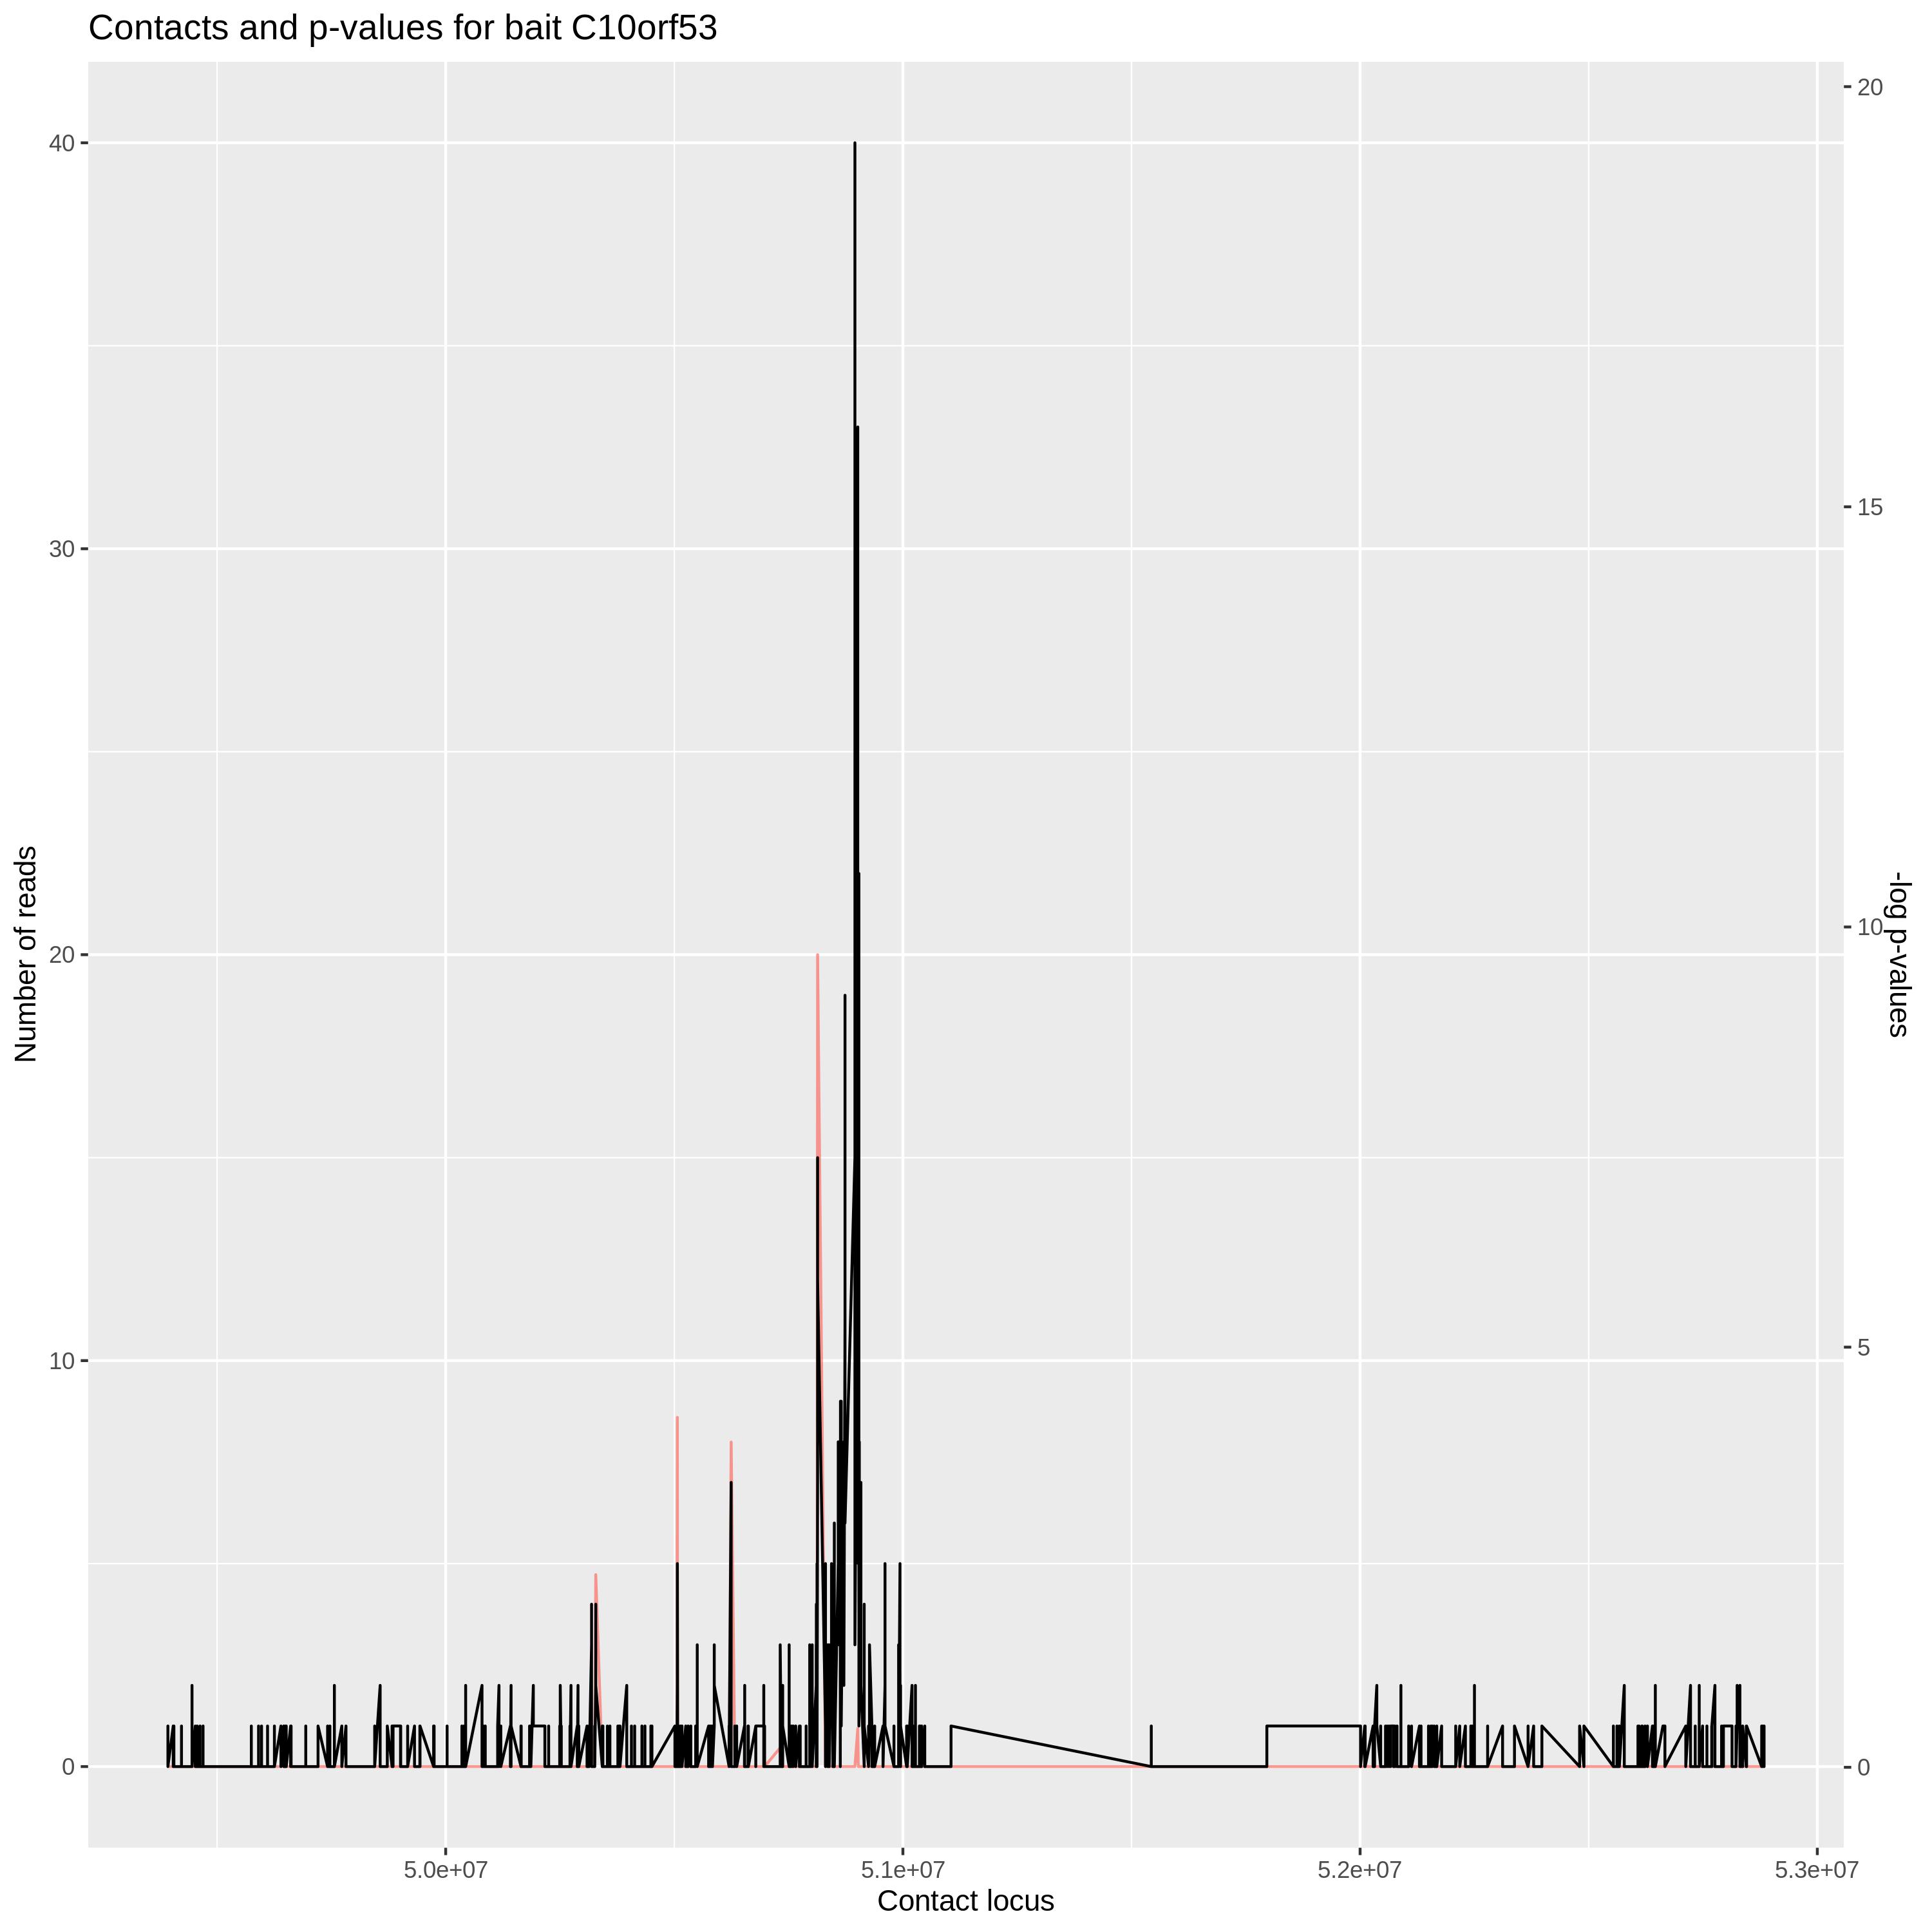 Contacts and p-values for bait C10orf53
40
30
20
10
0
Number of reads
20
15
10
5
0
-log p-values
5.0e+07
5.1e+07
5.2e+07
5.3e+07
Contact locus